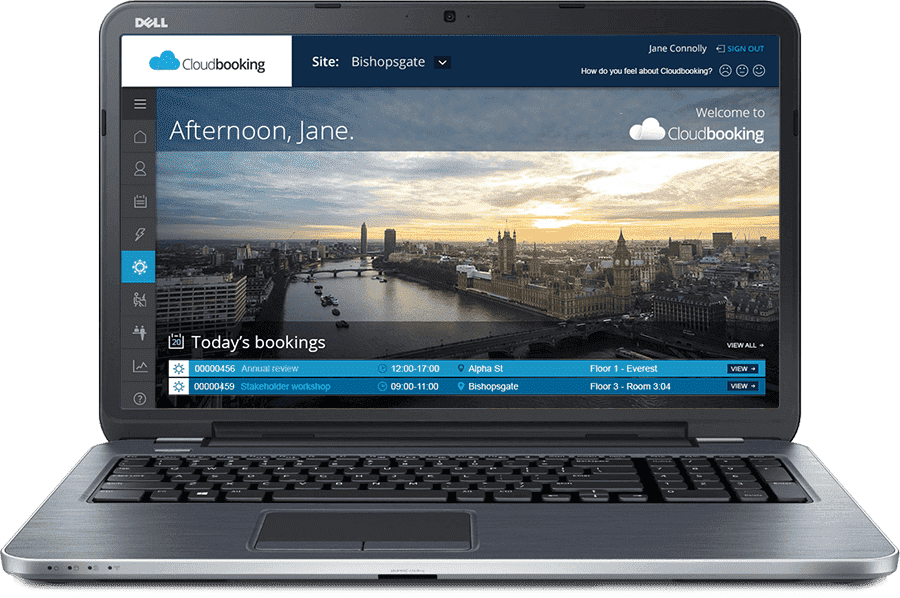 DELL
Cloudbooking
Site: Bishopsgate
Jane Connolly SIGN OUT
How do you feel about Cloudbooking?
Afternoon, Jane.
Welcome to
Cloudbooking
20 Today's bookings
VIEW ALL
00000456 Annual review 12:00-17:00 Alpha St Floor 1 - Everest VIEW
00000459 Stakeholder workshop 09:00-11:00 Bishopsgate Floor 3 - Room 3:04 VIEW
?